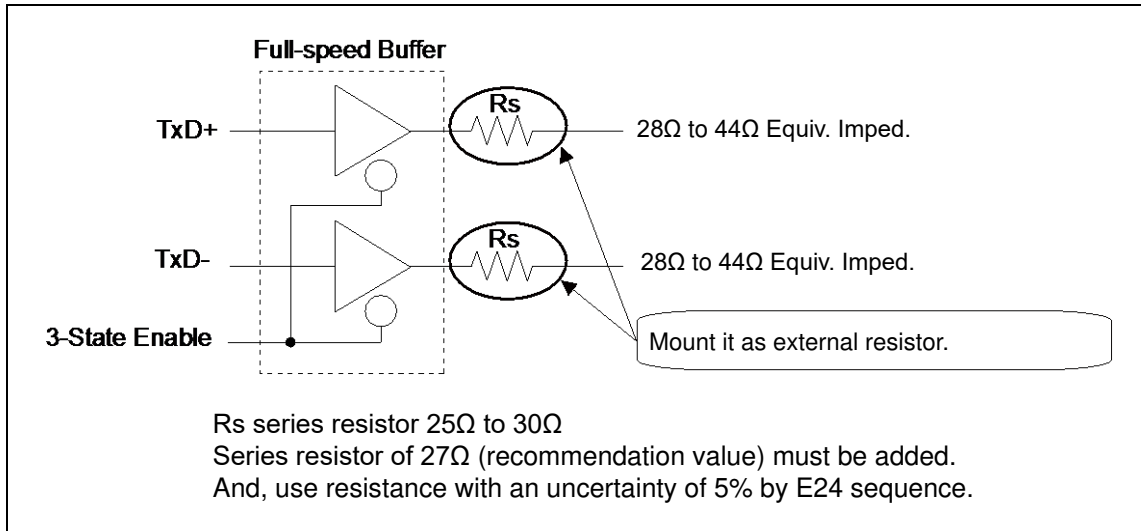 Full-speed Buffer
Rs
TxD+
28Ω to 44Ω Equiv. Imped.
Rs
TxD-
28Ω to 44Ω Equiv. Imped.
3-State Enable
Mount it as external resistor.
Rs series resistor 25Ω to 30Ω
Series resistor of 27Ω (recommendation value) must be added.
And, use resistance with an uncertainty of 5% by E24 sequence.